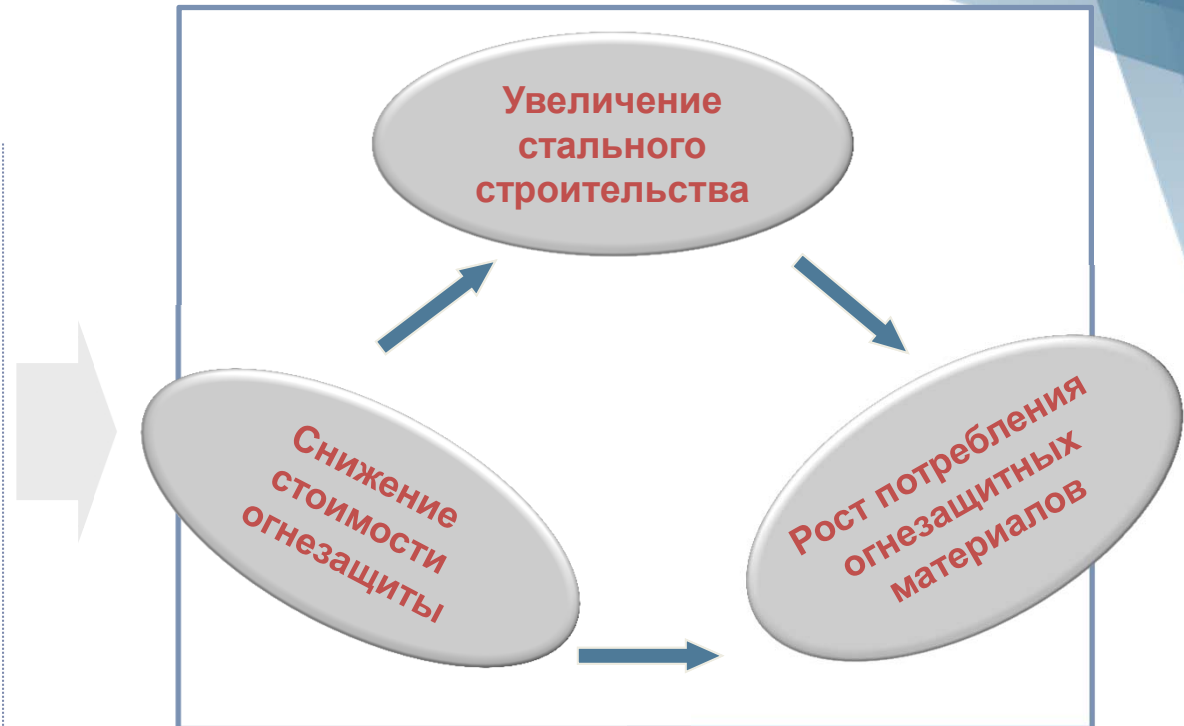 Увеличение
стального
строительства
Снижение
стоимости
огнезащиты
Рост потребления
огнезащитных
материалов